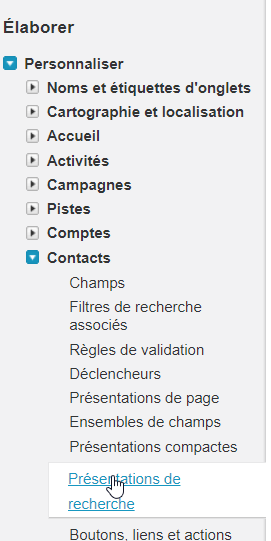 Élaborer
Personnaliser
Noms et étiquettes d'onglets
Cartographie et localisation
Accueil
Activités
Campagnes
Pistes
Comptes
Contacts
Champs
Filtres de recherche
associés
Règles de validation
Déclencheurs
Présentations de page
Ensembles de champs
Présentations compactes
Présentations de
recherche
Boutons, liens et actions